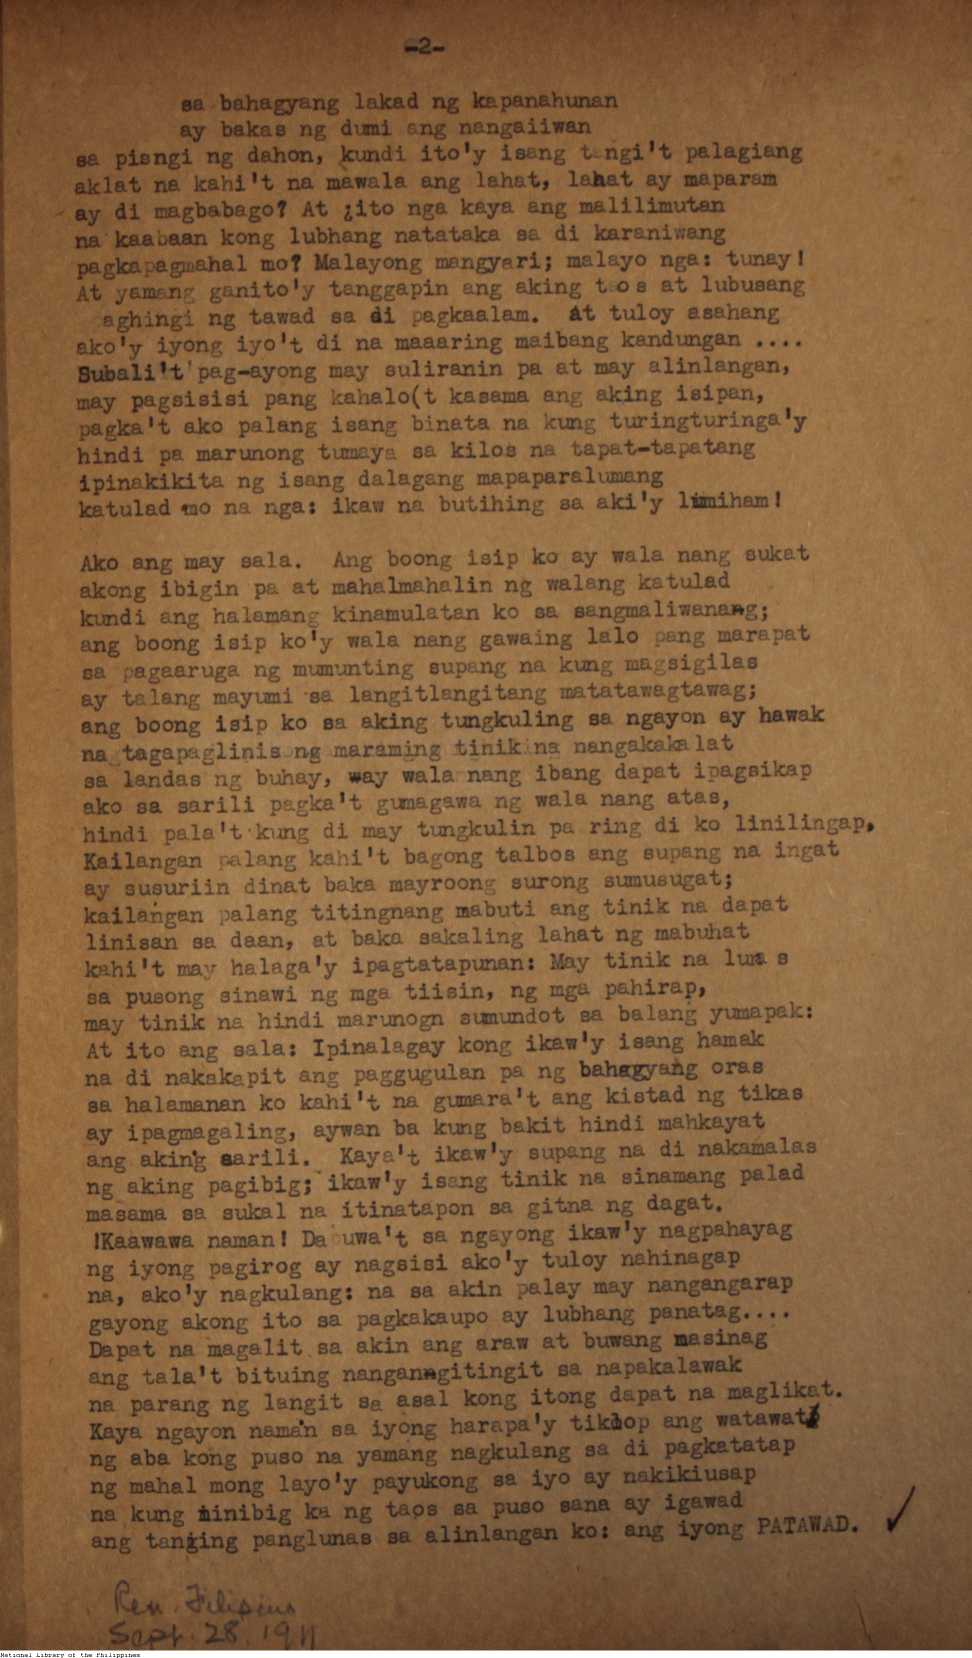 -2-
sa bahagyang lakad ng kapanahunan
ay bakas ng dumi ang nangaiiwan
sa pisngi ng dahon, kundi ito'y isang tangi't palagiang
aklat na kahi't na mawala ang lahat, lahat ay maparam
ay di magbabago? At ¿ito nga kaya ang malilimutan
na kaabaan kong lubhang natataka sa di karaniwang
pagkapagmahal mo? Malayong mangyari; malayo nga: tunay!
At yamang ganito'y tanggapin ang aking taos at lubusang
aghingi ng tawad sa di pagkaalam. At tuloy asahang
ako'y iyong iyo't di na maaaring maibang kandungan ....
Subali't pag-ayong may suliranin pa at may alinlangan,
may pagsisisi pang kahalo(t kasama ang aking isipan,
pagka't ako palang isang binata na kung turingturinga'y
hindi pa marunong tumaya sa kilos na tapat-tapatang
ipinakikita ng isang dalagang mapaparalumang
katulad mo na nga: ikaw na butihing sa aki'y limiham!
Ako ang may sala. Ang boong isip ko ay wala nang sukat
akong ibigin pa at mahalmahalin ng walang katulad
kundi ang halamang kinamulatan ko sa sangmaliwanang;
ang boong isip ko'y wala nang gawaing lalo pang marapat
sa pagaaruga ng mumunting supang na kung magsigilas
ay talang mayumi sa langitlangitang matatawagtawag;
ang boong isip ko sa aking tungkuling sa ngayon ay hawak
na tagapaglinis ng maraming tinik na nangakakalat
sa landas ng buhay, way wala nang ibang dapat ipagsikap
ako sa sarili pagka't gumagawa ng wala nang atas,
hindi pala't kung di may tungkulin pa ring di ko linilingap,
Kailangan palang kahi't bagong talbos ang supang na ingat
ay susuriin dinat baka mayroong surong sumusugat;
kailangan palang titingnang mabuti ang tinik na dapat
linisan sa daan, at baka sakaling lahat ng mabuhat
kahi't may halaga'y ipagtatapunan: May tinik na lumas
sa pusong sinawi ng mga tiisin, ng mga pahirap,
may tinik na hindi marunogn sumundot sa balang yumapak:
At ito ang sala: Ipinalagay kong ikaw'y isang hamak
na di nakakapit ang paggugulan pa ng bahagyang oras
sa halamanan ko kahi't na gumara't ang kistad ng tikas
ay ipagmagaling, aywan ba kung bakit hindi mahkayat
ang aking sarili. Kaya't ikaw'y supang na di nakamalas
ng aking pagibig; ikaw'y isang tinik na sinamang palad
masama sa sukal na itinatapon sa gitna ng dagat.
!Kaawawa naman! Da uwa't sa ngayong ikaw'y nagpahayag
ng iyong pagirog ay nagsisi ako'y tuloy nahinagap
na, ako'y nagkulang: na sa akin palay may nangangarap
gayong akong ito sa pagkakaupo ay lubhang panatag....
Dapat na magalit sa akin ang araw at buwang masinag
ang tala't bituing nangangitingit sa napakalawak
na parang ng langit sa asal kong itong dapat na maglikat.
Kaya ngayon naman sa iyong harapa'y tiklop ang watawat
ng aba kong puso na yamang nagkulang sa di pagkatatap
ng mahal mong layo'y payukong sa iyo ay nakikiusap
na kung iinibig ka ng taos sa puso sana ay igawad
ang tanging panglunas sa alinlangan ko: ang iyong PATAWAD.
Ren. Filipino
Sept. 28, 1911
National Library of the Philippines